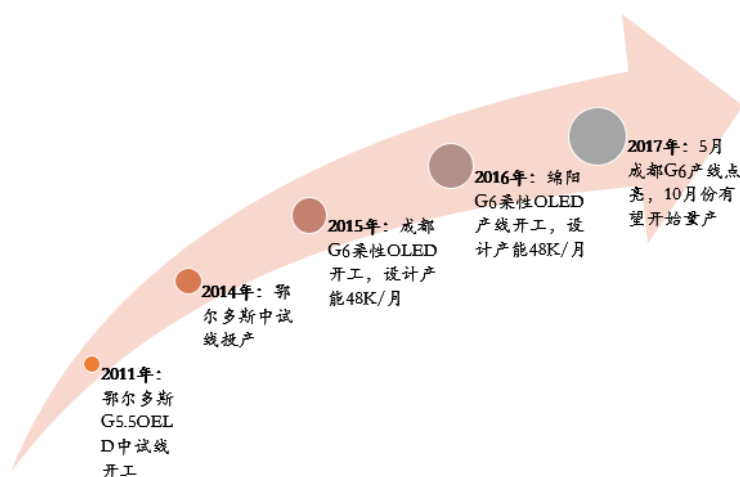 2011年：
鄂尔多斯
G5.5OEL
D中试线
开工
2014年：鄂
尔多斯中试
线投产
2015年：成都
G6柔性OLED
开工，设计产
能48K/月
2016年：绵阳
G6柔性OLED
产线开工，设
计产能48K/月
2017年：5月
成都G6产线点
亮，10月份有
望开始量产